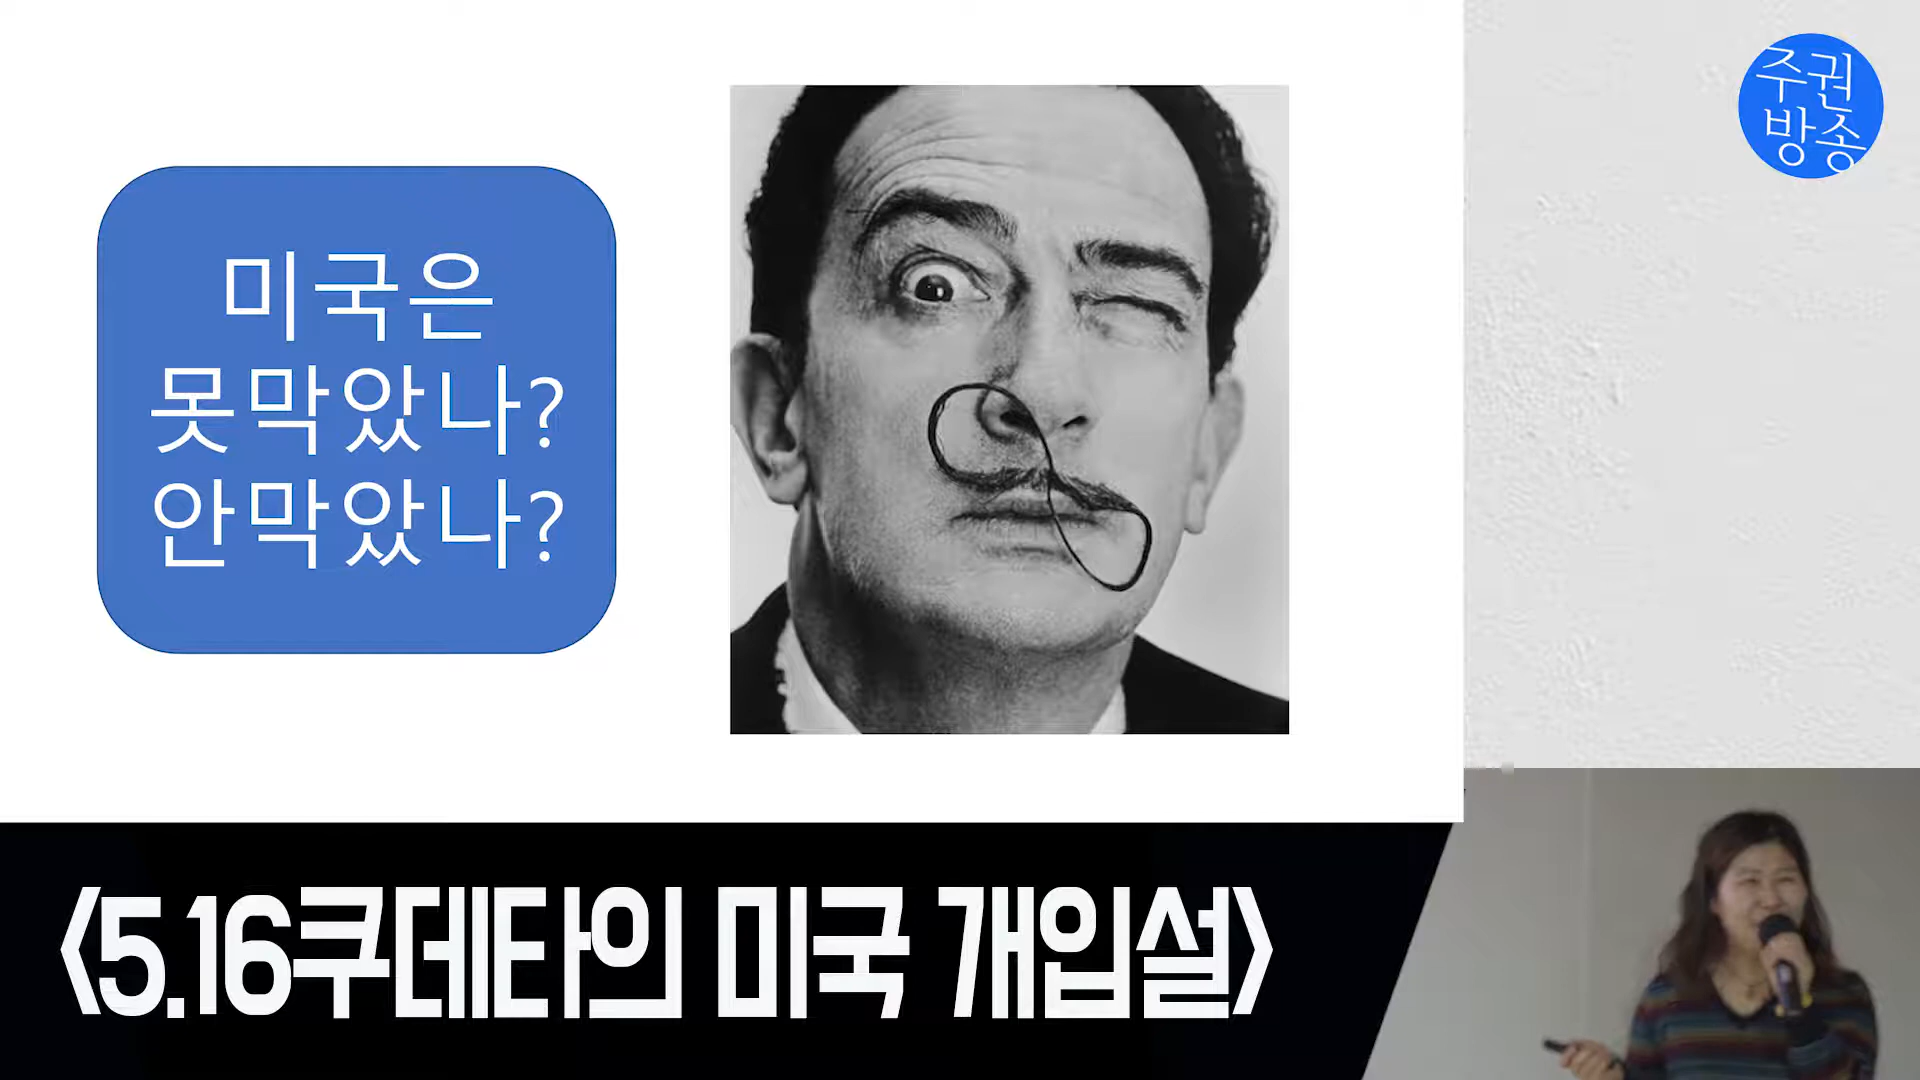 미국은
못막았나?
안막았나?
주권
방송
<5.16쿠데타의 미국 개입설>